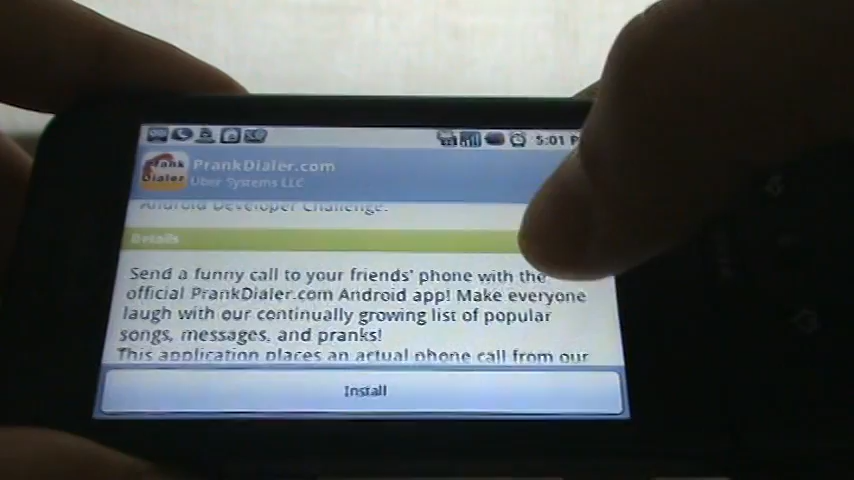 5:01 P
Prank
Dialer
PrankDialer.com
Uber Systems LLC
Android Developer Challenge.
Details
Send a funny call to your friends' phone with the
official PrankDialer.com Android app! Make everyone
laugh with our continually growing list of popular
songs, messages, and pranks!
This application places an actual phone call from our
Install